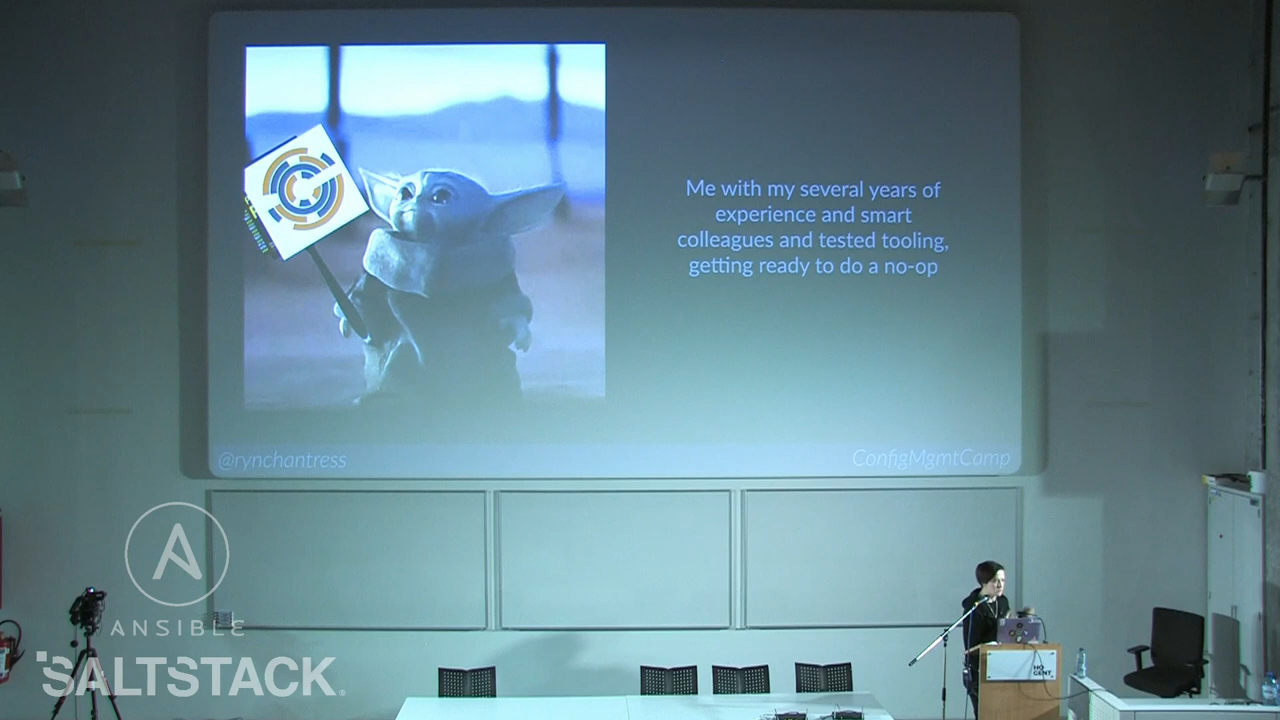 Me with my several years of
experience and smart
colleagues and tested tooling,
getting ready to do a no-op
@rynchantress
ConfigMgmtCamp
ANSIBLE
SALTSTACK
HO
GENT